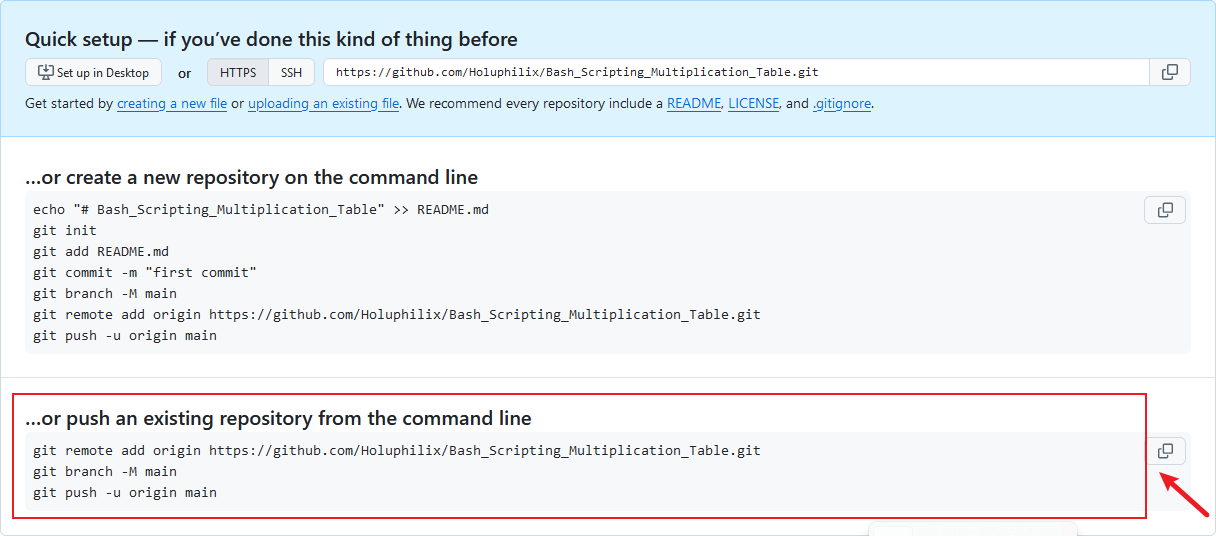 Quick setup — if you've done this kind of thing before
Set up in Desktop or HTTPS SSH https://github.com/Holuphilix/Bash_Scripting_Multiplication_Table.git
Get started by creating a new file or uploading an existing file. We recommend every repository include a README, LICENSE, and .gitignore.
...or create a new repository on the command line
echo "# Bash_Scripting_Multiplication_Table" >> README.md
git init
git add README.md
git commit -m "first commit"
git branch -M main
git remote add origin https://github.com/Holuphilix/Bash_Scripting_Multiplication_Table.git
git push -u origin main
...or push an existing repository from the command line
git remote add origin https://github.com/Holuphilix/Bash_Scripting_Multiplication_Table.git
git branch -M main
git push -u origin main